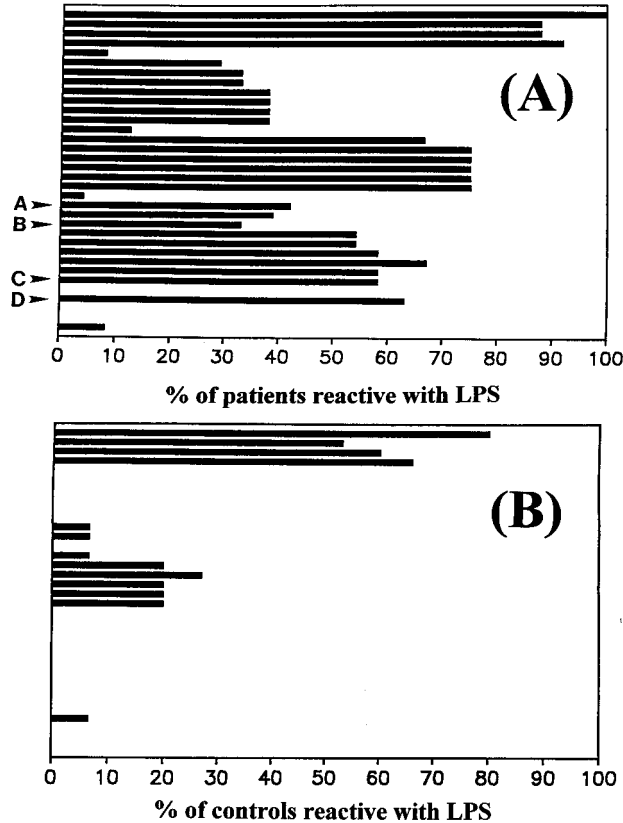 (A)
A
B
C
D
0 10 20 30 40 50 60 70 80 90 100
% of patients reactive with LPS
(B)
0 10 20 30 40 50 60 70 80 90 100
% of controls reactive with LPS